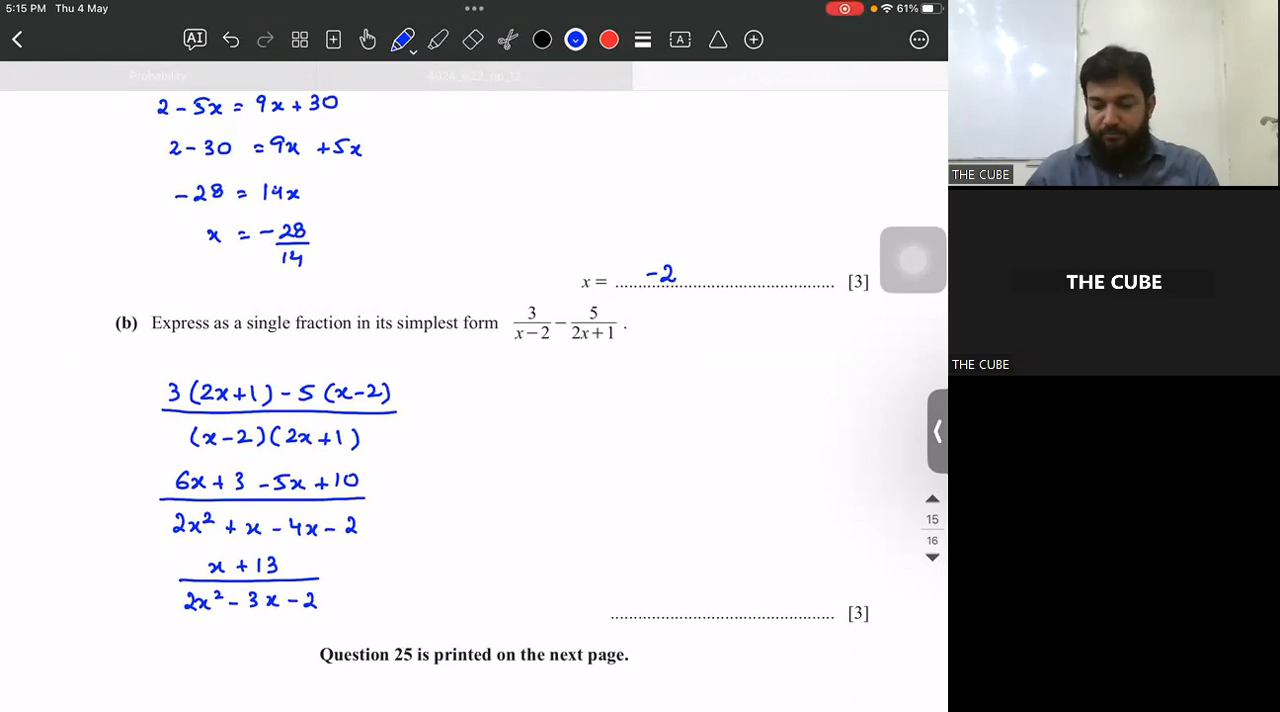 5:15 PM Thu 4 May
61%
AI
A
Probability
2 - 5x = 9x + 30
2 - 30 = 9x + 5x
-28 = 14x
x = -28/14
x = -2 [3]
(b) Express as a single fraction in its simplest form 3/(x-2) - 5/(2x+1) .
3(2x+1) - 5(x-2)
(x-2)(2x+1)
6x + 3 - 5x + 10
2x² + x - 4x - 2
x + 13
2x² - 3x - 2
[3]
Question 25 is printed on the next page.
15
16
THE CUBE
THE CUBE
THE CUBE